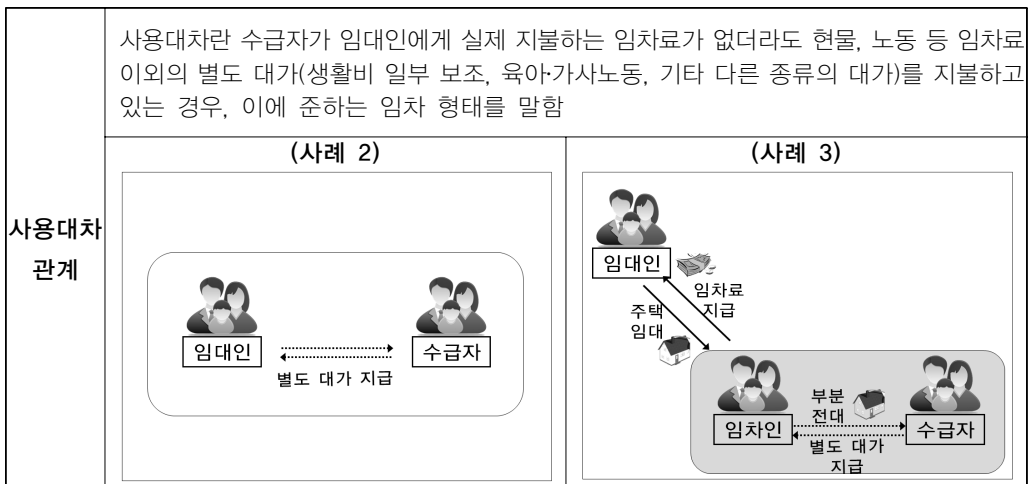 사용대차란 수급자가 임대인에게 실제 지불하는 임차료가 없더라도 현물, 노동 등 임차료
이외의 별도 대가(생활비 일부 보조, 육아·가사노동, 기타 다른 종류의 대가)를 지불하고
있는 경우, 이에 준하는 임차 형태를 말함
사용대차
관계
(사례 2)
임대인
수급자
별도 대가 지급
(사례 3)
임대인
임차료
지급
주택
임대
임차인
부분
전대
수급자
별도 대가
지급